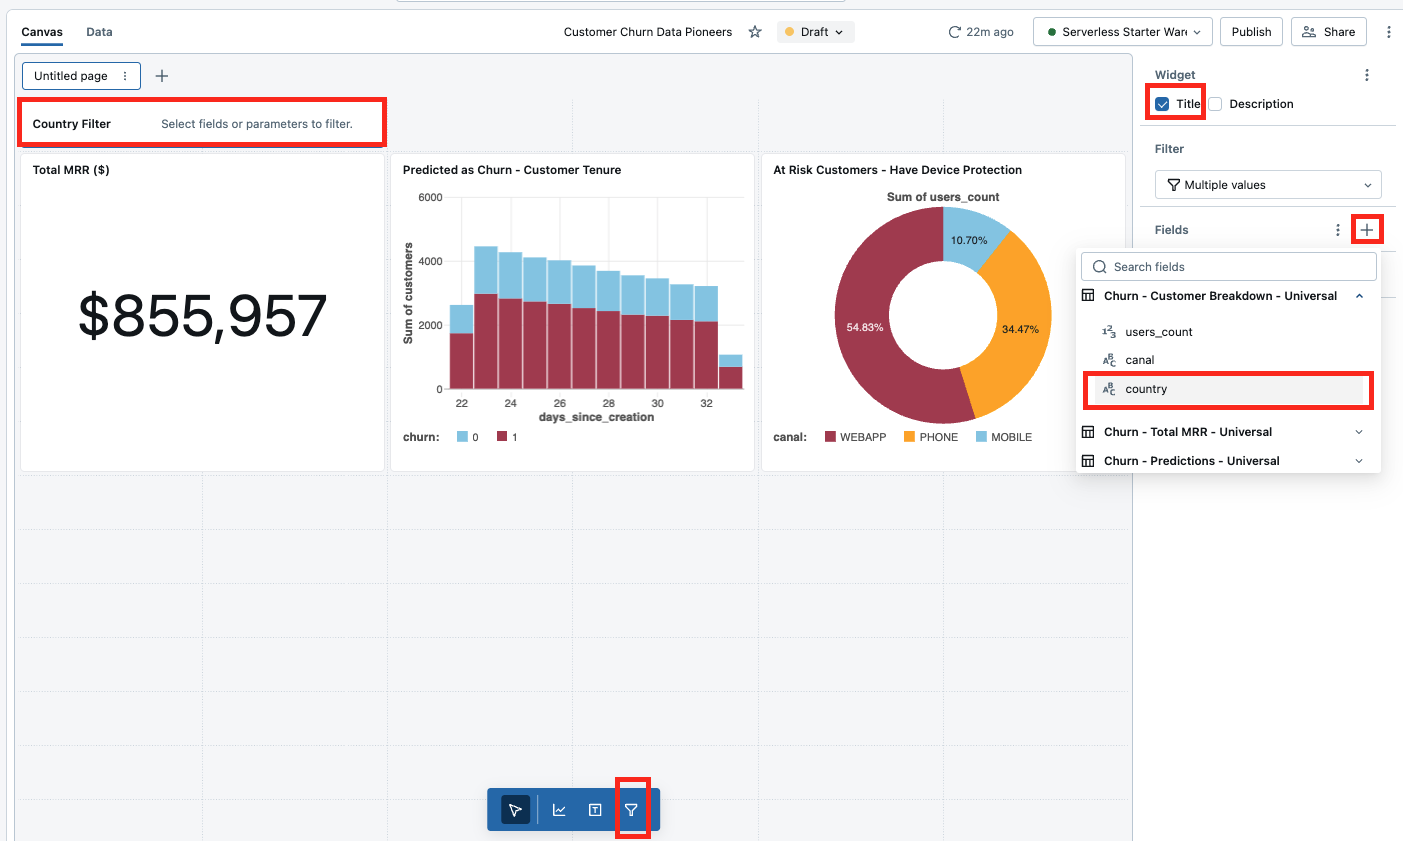 Canvas Data Customer Churn Data Pioneers Draft 22m ago Serverless Starter Ware Publish Share
Untitled page
Country Filter Select fields or parameters to filter.
Total MRR ($)
$855,957
Predicted as Churn - Customer Tenure
6000
4000
2000
0
Sum of customers
22 24 26 28 30 32
days_since_creation
churn: 0 1
At Risk Customers - Have Device Protection
Sum of users_count
10.70%
54.83%
34.47%
canal: WEBAPP PHONE MOBILE
Widget
Title Description
Filter
Multiple values
Fields
Search fields
Churn - Customer Breakdown - Universal
123 users_count
ABC canal
ABC country
Churn - Total MRR - Universal
Churn - Predictions - Universal
T